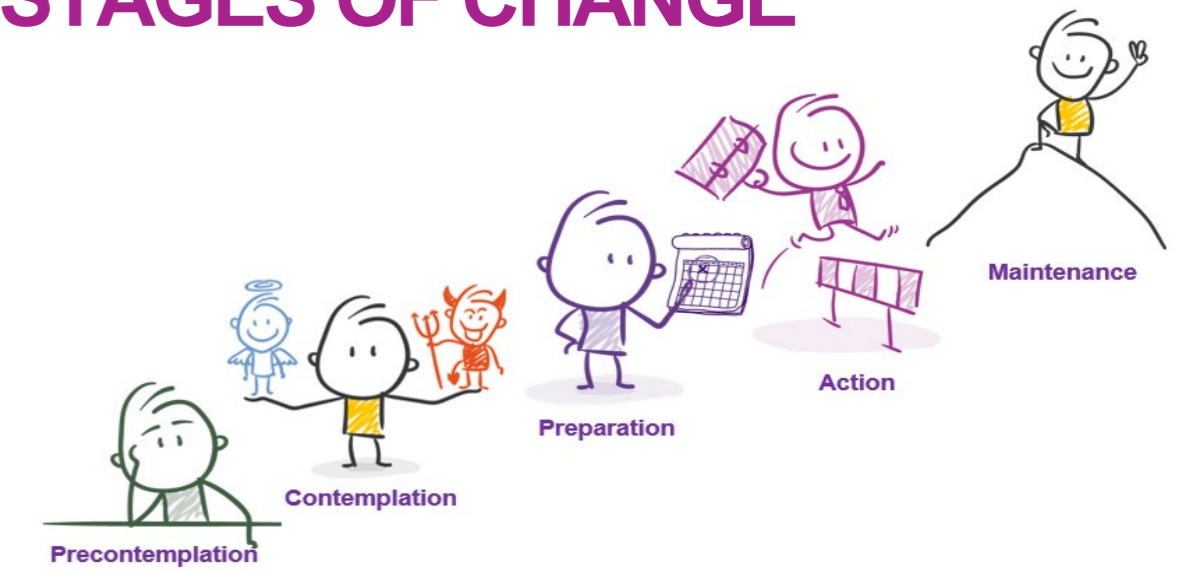 STAGES OF CHANGE
Maintenance
Action
Preparation
Contemplation
Precontemplation